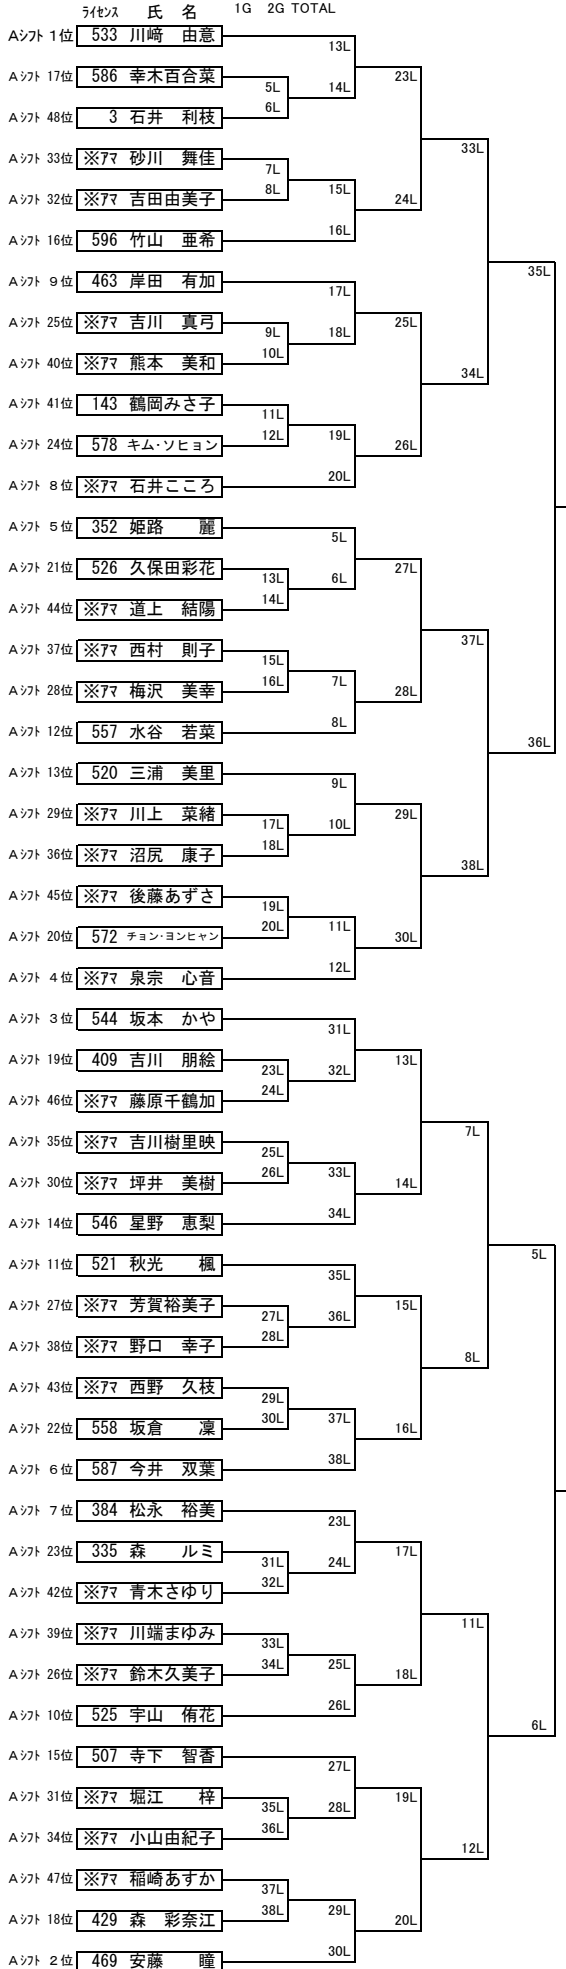 ﾗｲｾﾝｽ 氏 名 1G 2G TOTAL
Aｼﾌﾄ 1位 533 川﨑 由意
13L
Aｼﾌﾄ 17位 586 幸木百合菜 23L
5L 14L
6L
Aｼﾌﾄ 48位 3 石井 利枝
33L
Aｼﾌﾄ 33位 ※ｱﾏ 砂川 舞佳
7L
8L 15L 24L
Aｼﾌﾄ 32位 ※ｱﾏ 吉田由美子
16L
Aｼﾌﾄ 16位 596 竹山 亜希
35L
Aｼﾌﾄ 9位 463 岸田 有加
17L
Aｼﾌﾄ 25位 ※ｱﾏ 吉川 真弓 25L
9L 18L
10L
Aｼﾌﾄ 40位 ※ｱﾏ 熊本 美和
34L
Aｼﾌﾄ 41位 143 鶴岡みさ子
11L
12L 19L 26L
Aｼﾌﾄ 24位 578 キム･ソヒョン
20L
Aｼﾌﾄ 8位 ※ｱﾏ 石井こころ
Aｼﾌﾄ 5位 352 姫路 麗
5L
Aｼﾌﾄ 21位 526 久保田彩花 27L
13L 6L
14L
Aｼﾌﾄ 44位 ※ｱﾏ 道上 結陽
37L
Aｼﾌﾄ 37位 ※ｱﾏ 西村 則子
15L
16L 7L 28L
Aｼﾌﾄ 28位 ※ｱﾏ 梅沢 美幸
8L
Aｼﾌﾄ 12位 557 水谷 若菜
36L
Aｼﾌﾄ 13位 520 三浦 美里
9L
Aｼﾌﾄ 29位 ※ｱﾏ 川上 菜緒 29L
17L 10L
18L
Aｼﾌﾄ 36位 ※ｱﾏ 沼尻 康子
38L
Aｼﾌﾄ 45位 ※ｱﾏ 後藤あずさ
19L
20L 11L 30L
Aｼﾌﾄ 20位 572 チョン･ヨンヒャン
12L
Aｼﾌﾄ 4位 ※ｱﾏ 泉宗 心音
Aｼﾌﾄ 3位 544 坂本 かや
31L
Aｼﾌﾄ 19位 409 吉川 朋絵 13L
23L 32L
24L
Aｼﾌﾄ 46位 ※ｱﾏ 藤原千鶴加
7L
Aｼﾌﾄ 35位 ※ｱﾏ 吉川樹里映
25L
26L 33L 14L
Aｼﾌﾄ 30位 ※ｱﾏ 坪井 美樹
34L
Aｼﾌﾄ 14位 546 星野 恵梨
5L
Aｼﾌﾄ 11位 521 秋光 楓
35L
Aｼﾌﾄ 27位 ※ｱﾏ 芳賀裕美子 15L
27L 36L
28L
Aｼﾌﾄ 38位 ※ｱﾏ 野口 幸子
8L
Aｼﾌﾄ 43位 ※ｱﾏ 西野 久枝
29L
30L 37L 16L
Aｼﾌﾄ 22位 558 坂倉 凜
38L
Aｼﾌﾄ 6位 587 今井 双葉
Aｼﾌﾄ 7位 384 松永 裕美
23L
Aｼﾌﾄ 23位 335 森 ルミ 17L
31L 24L
32L
Aｼﾌﾄ 42位 ※ｱﾏ 青木さゆり
11L
Aｼﾌﾄ 39位 ※ｱﾏ 川端まゆみ
33L
34L 25L 18L
Aｼﾌﾄ 26位 ※ｱﾏ 鈴木久美子
26L
Aｼﾌﾄ 10位 525 宇山 侑花
6L
Aｼﾌﾄ 15位 507 寺下 智香
27L
Aｼﾌﾄ 31位 ※ｱﾏ 堀江 梓 19L
35L 28L
36L
Aｼﾌﾄ 34位 ※ｱﾏ 小山由紀子
12L
Aｼﾌﾄ 47位 ※ｱﾏ 稲崎あすか
37L
38L 29L 20L
Aｼﾌﾄ 18位 429 森 彩奈江
30L
Aｼﾌﾄ 2位 469 安藤 瞳